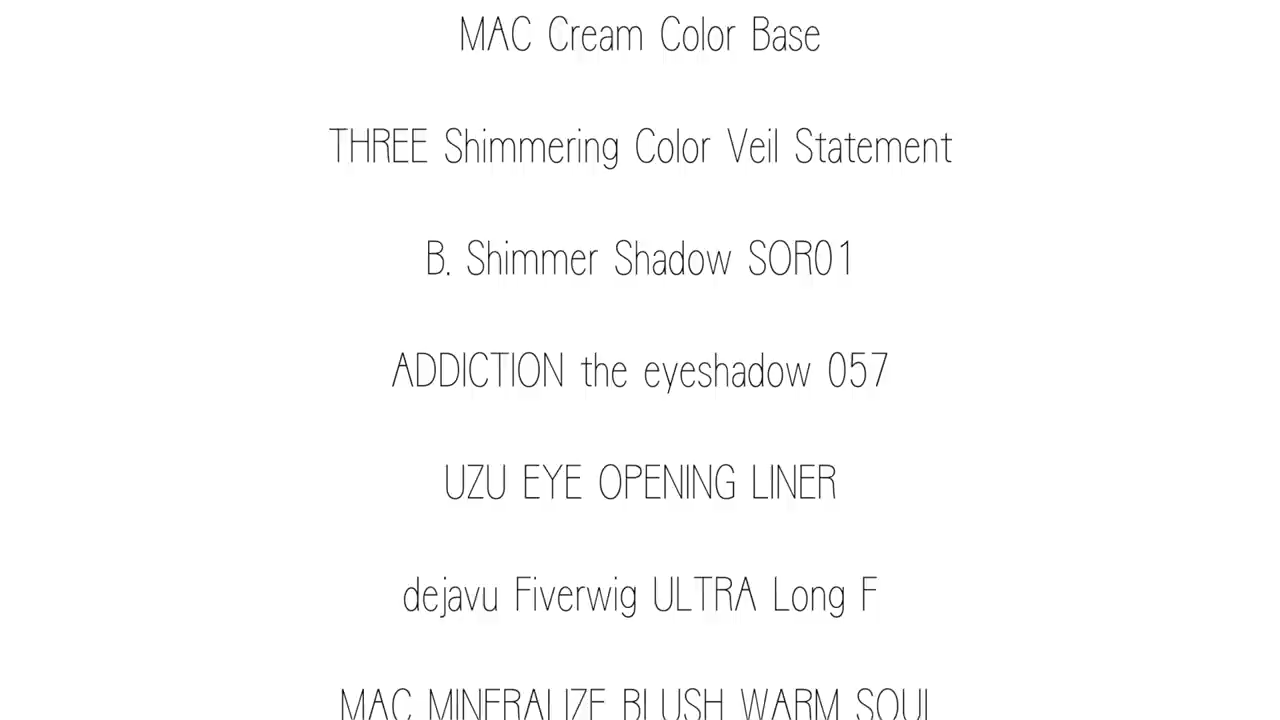 MAC Cream Color Base
THREE Shimmering Color Veil Statement
B. Shimmer Shadow SOR01
ADDICTION the eyeshadow 057
UZU EYE OPENING LINER
dejavu Fiverwig ULTRA Long F
MAC MINERALIZE BLUSH WARM SOUL